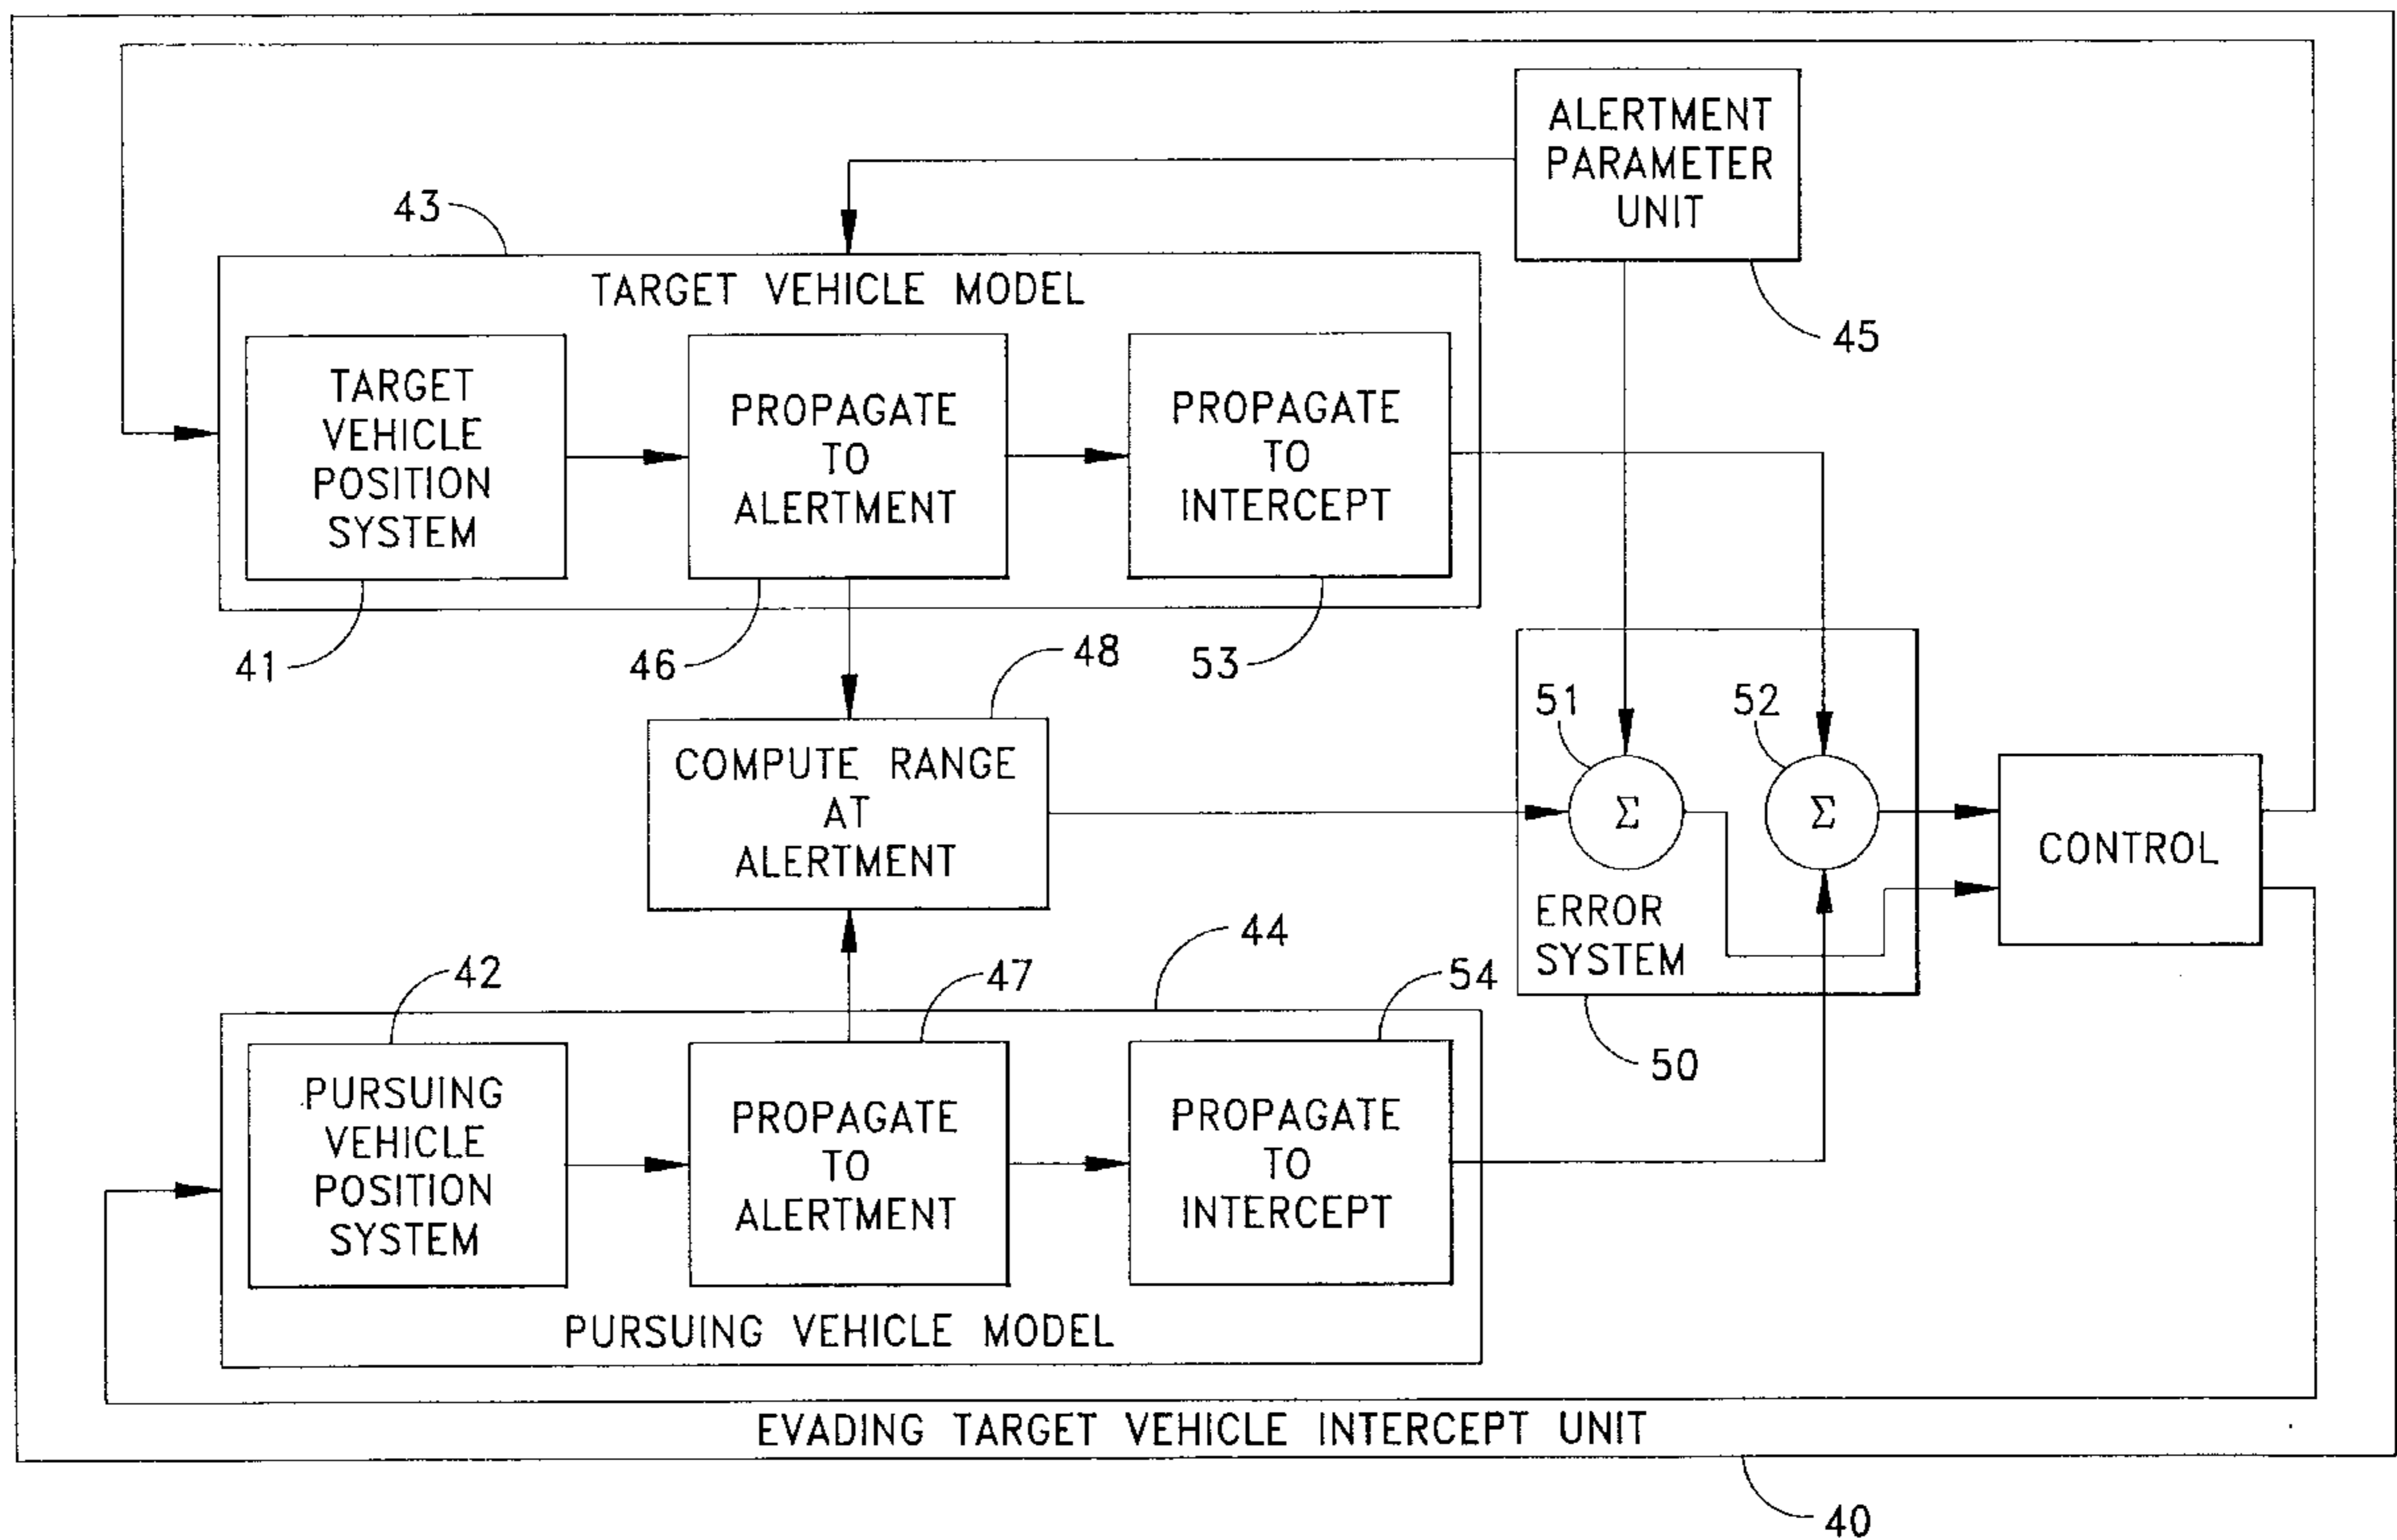 ALERTMENT
PARAMETER
UNIT
45
43
TARGET VEHICLE MODEL
TARGET
VEHICLE
POSITION
SYSTEM
PROPAGATE
TO
ALERTMENT
PROPAGATE
TO
INTERCEPT
41
46
53
48
COMPUTE RANGE
AT
ALERTMENT
51
52
Σ
Σ
ERROR
SYSTEM
CONTROL
50
44
42
47
54
PURSUING
VEHICLE
POSITION
SYSTEM
PROPAGATE
TO
ALERTMENT
PROPAGATE
TO
INTERCEPT
PURSUING VEHICLE MODEL
EVADING TARGET VEHICLE INTERCEPT UNIT
40